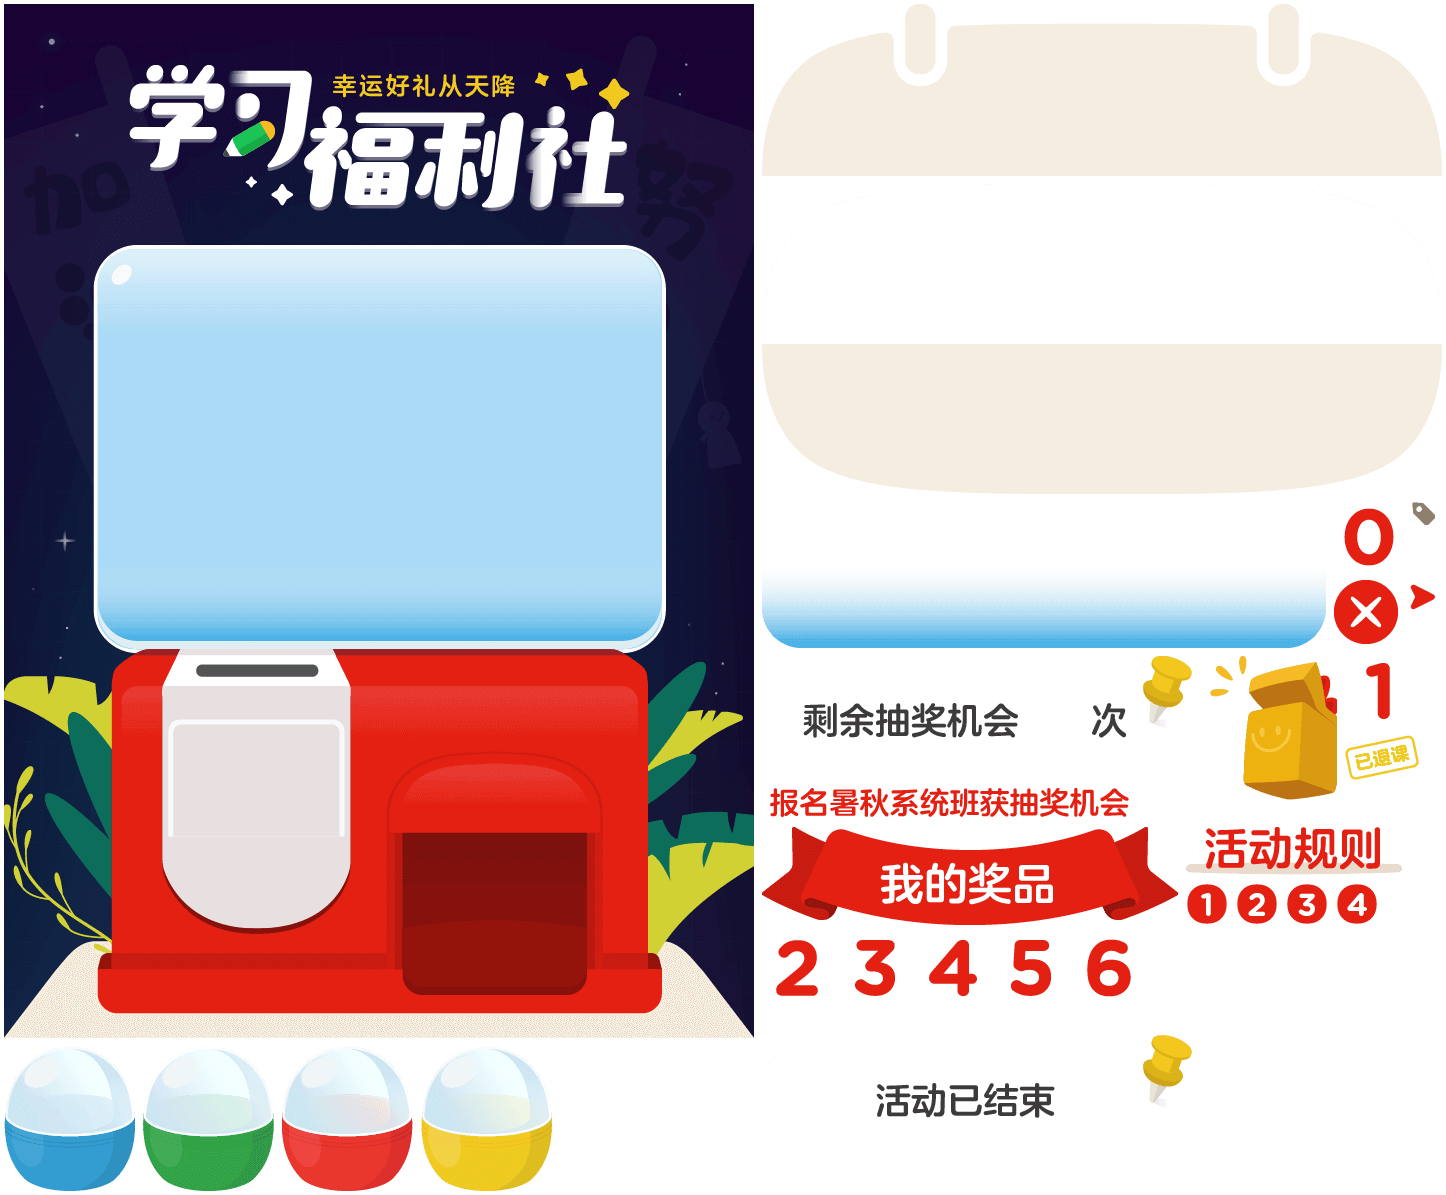 幸运好礼从天降
学习
福利社
加
努
0
剩余抽奖机会 次
1
已退课
报名暑秋系统班获抽奖机会
活动规则
我的奖品
1 2 3 4
2 3 4 5 6
活动已结束